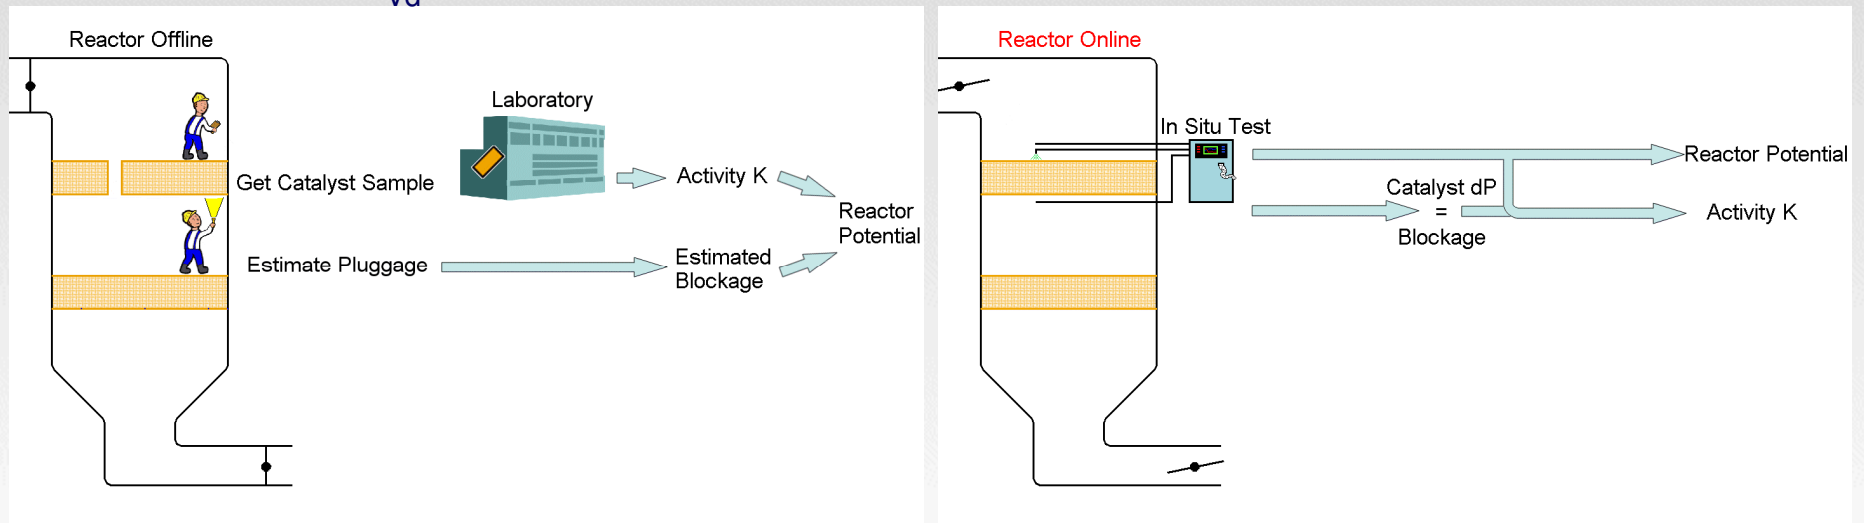 Reactor Offline
Laboratory
Get Catalyst Sample
Activity K
Reactor
Potential
Estimate Pluggage
Estimated
Blockage
Reactor Online
In Situ Test
Reactor Potential
Catalyst dP
=
Blockage
Activity K